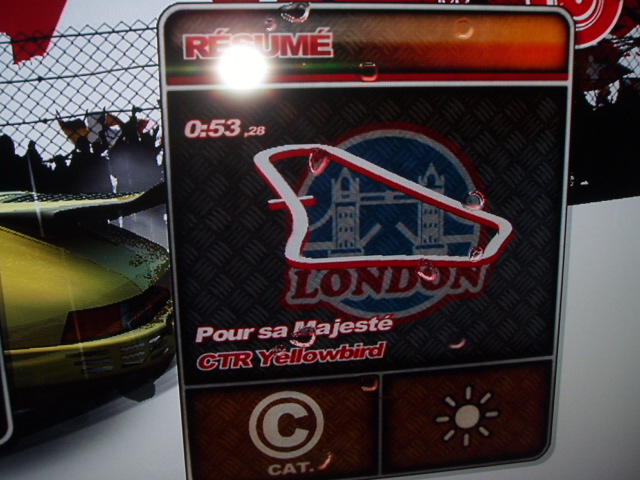 RÉSUMÉ
0:53,28
LONDON
Pour sa Majesté
CTR Yellowbird
C
CAT.